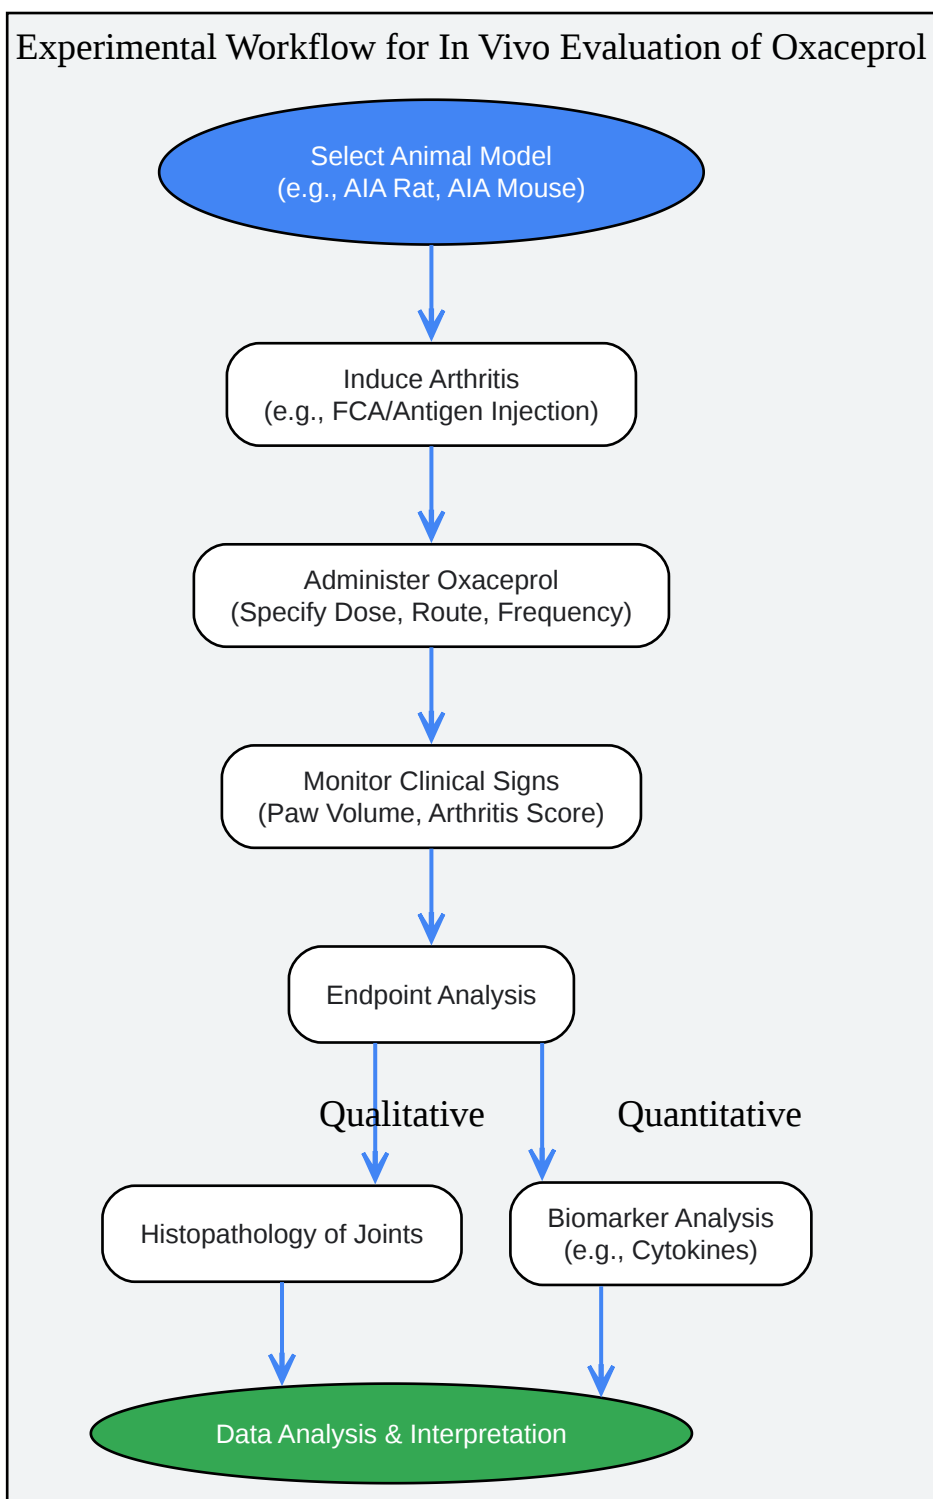 Experimental Workflow for In Vivo Evaluation of Oxaceprol
Select Animal Model
(e.g., AIA Rat, AIA Mouse)
Induce Arthritis
(e.g., FCA/Antigen Injection)
Administer Oxaceprol
(Specify Dose, Route, Frequency)
Monitor Clinical Signs
(Paw Volume, Arthritis Score)
Endpoint Analysis
Qualitative
Quantitative
Histopathology of Joints
Biomarker Analysis
(e.g., Cytokines)
Data Analysis & Interpretation